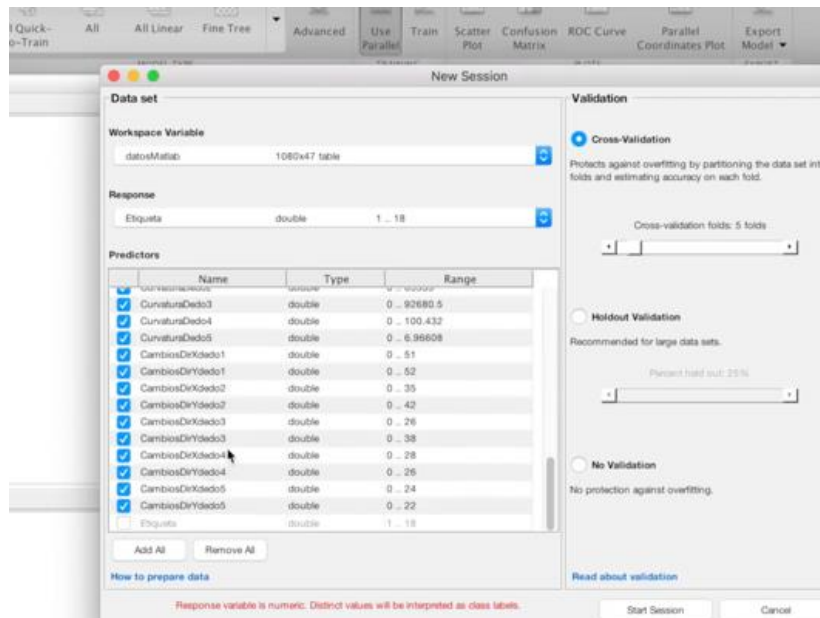 All
All Linear
Fine Tree
Advanced
Use
Parallel
Train
Scatter
Plot
Confusion
Matrix
ROC Curve
Parallel
Coordinates Plot
Export
Model
New Session
Data set
Workspace Variable
datosMatlab 1080x47 table
Response
Etiqueta double 1 .. 18
Predictors
Name Type Range
CurvaturaDedo3 double 0 .. 92680.5
CurvaturaDedo4 double 0 .. 100.432
CurvaturaDedo5 double 0 .. 6.96608
CambiosDirXdedo1 double 0 .. 51
CambiosDirYdedo1 double 0 .. 52
CambiosDirXdedo2 double 0 .. 35
CambiosDirYdedo2 double 0 .. 42
CambiosDirXdedo3 double 0 .. 26
CambiosDirYdedo3 double 0 .. 38
CambiosDirXdedo4 double 0 .. 28
CambiosDirYdedo4 double 0 .. 26
CambiosDirXdedo5 double 0 .. 24
CambiosDirYdedo5 double 0 .. 22
Etiqueta double 1 .. 18
Add All Remove All
How to prepare data
Response variable is numeric. Distinct values will be interpreted as class labels.
Validation
Cross-Validation
Protects against overfitting by partitioning the data set int
folds and estimating accuracy on each fold.
Cross-validation folds: 5 folds
Holdout Validation
Recommended for large data sets.
Percent held out: 25%
No Validation
No protection against overfitting.
Read about validation
Start Session Cancel